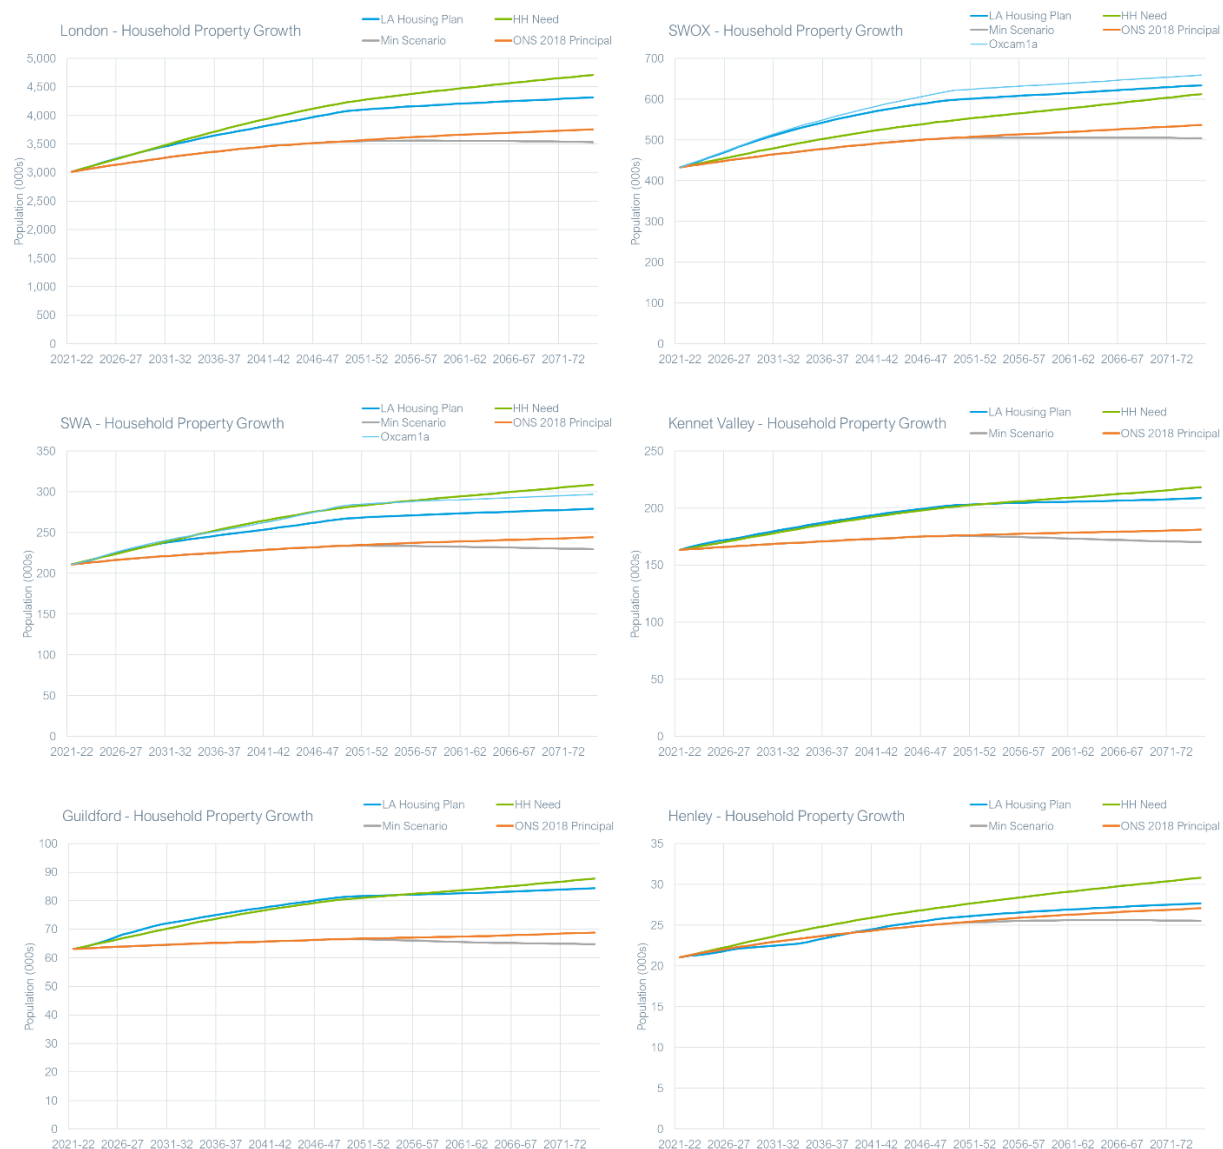 London - Household Property Growth
LA Housing Plan
HH Need
Min Scenario
ONS 2018 Principal
Population (000s)
5,000
4,500
4,000
3,500
3,000
2,500
2,000
1,500
1,000
500
0
2021-22 2026-27 2031-32 2036-37 2041-42 2046-47 2051-52 2056-57 2061-62 2066-67 2071-72
SWOX - Household Property Growth
LA Housing Plan
HH Need
Min Scenario
ONS 2018 Principal
Oxcam1a
Population (000s)
700
600
500
400
300
200
100
0
2021-22 2026-27 2031-32 2036-37 2041-42 2046-47 2051-52 2056-57 2061-62 2066-67 2071-72
SWA - Household Property Growth
LA Housing Plan
HH Need
Min Scenario
ONS 2018 Principal
Oxcam1a
Population (000s)
350
300
250
200
150
100
50
0
2021-22 2026-27 2031-32 2036-37 2041-42 2046-47 2051-52 2056-57 2061-62 2066-67 2071-72
Kennet Valley - Household Property Growth
LA Housing Plan
HH Need
Min Scenario
ONS 2018 Principal
Population (000s)
250
200
150
100
50
0
2021-22 2026-27 2031-32 2036-37 2041-42 2046-47 2051-52 2056-57 2061-62 2066-67 2071-72
Guildford - Household Property Growth
LA Housing Plan
HH Need
Min Scenario
ONS 2018 Principal
Population (000s)
100
90
80
70
60
50
40
30
20
10
0
2021-22 2026-27 2031-32 2036-37 2041-42 2046-47 2051-52 2056-57 2061-62 2066-67 2071-72
Henley - Household Property Growth
LA Housing Plan
HH Need
Min Scenario
ONS 2018 Principal
Population (000s)
35
30
25
20
15
10
5
0
2021-22 2026-27 2031-32 2036-37 2041-42 2046-47 2051-52 2056-57 2061-62 2066-67 2071-72